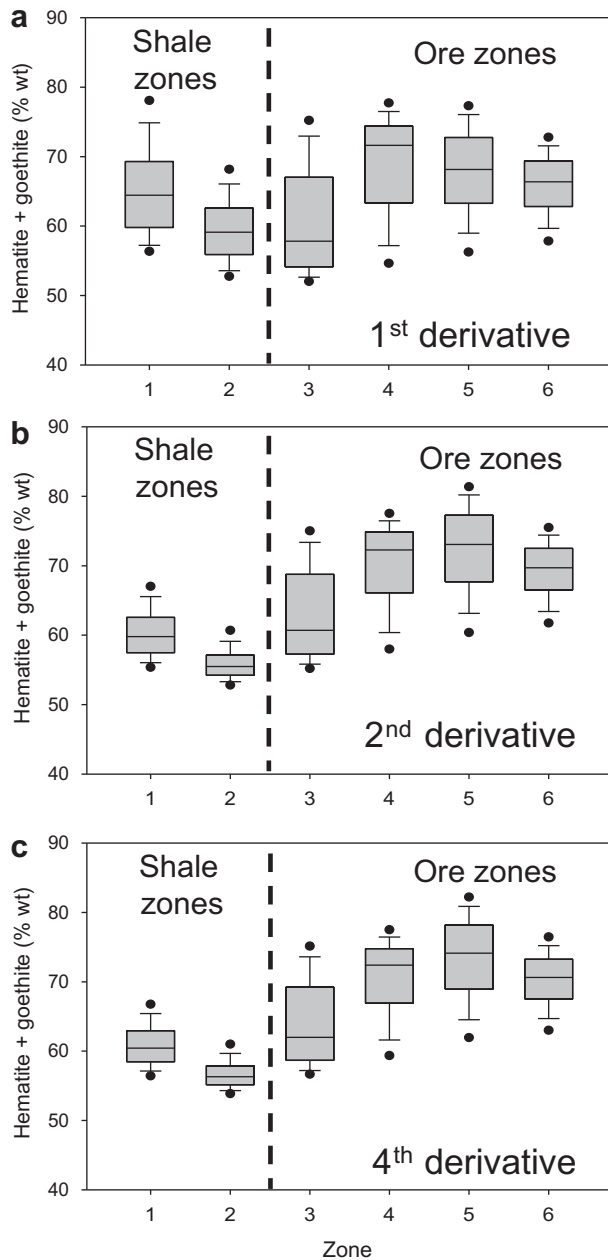 a
90
80
70
60
50
40
Hematite + goethite (% wt)
Shale
zones
Ore zones
1st derivative
1 2 3 4 5 6
b
90
80
70
60
50
40
Hematite + goethite (% wt)
Shale
zones
Ore zones
2nd derivative
1 2 3 4 5 6
c
90
80
70
60
50
40
Hematite + goethite (% wt)
Shale
zones
Ore zones
4th derivative
1 2 3 4 5 6
Zone